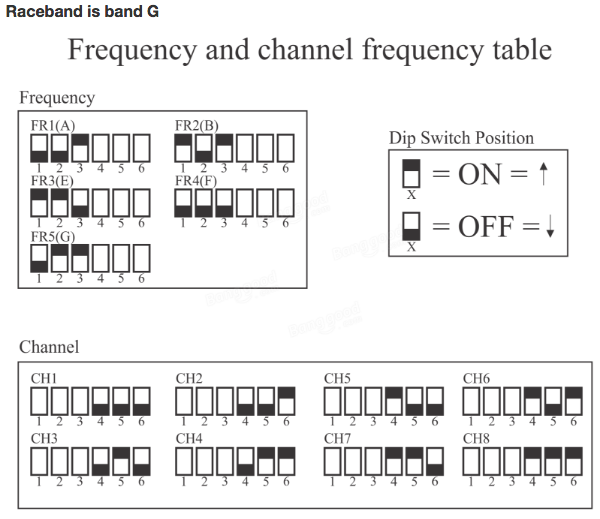 Raceband is band G
Frequency and channel frequency table
Frequency
FR1(A) FR2(B)
1 2 3 4 5 6 1 2 3 4 5 6
FR3(E) FR4(F)
1 2 3 4 5 6 1 2 3 4 5 6
FR5(G)
1 2 3 4 5 6
Dip Switch Position
= ON = ↑
X
= OFF = ↓
X
Channel
CH1 CH2 CH5 CH6
1 2 3 4 5 6 1 2 3 4 5 6 1 2 3 4 5 6 1 2 3 4 5 6
CH3 CH4 CH7 CH8
1 2 3 4 5 6 1 2 3 4 5 6 1 2 3 4 5 6 1 2 3 4 5 6